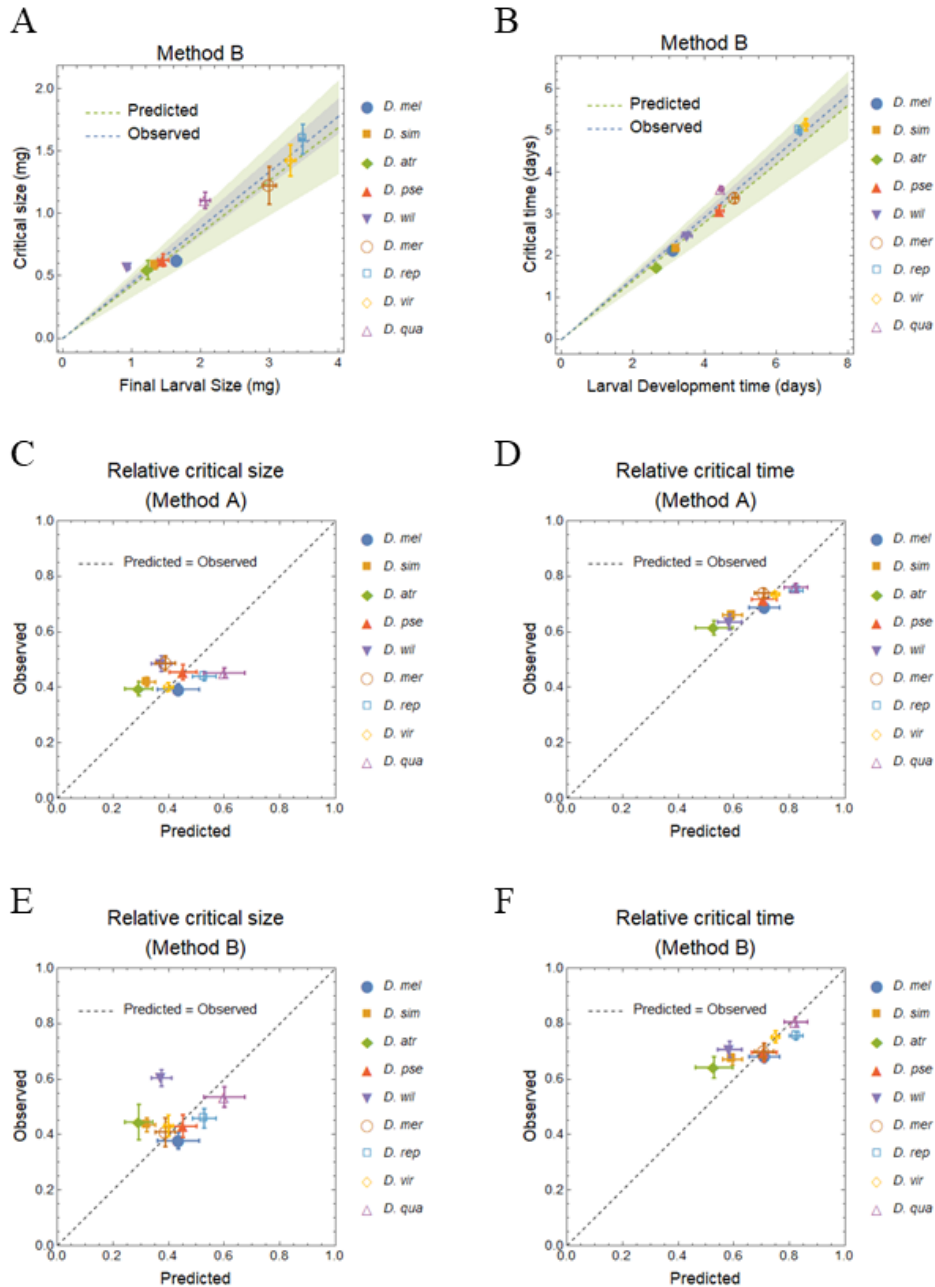 A
B
Method B
Method B
Predicted
Observed
Predicted
Observed
Critical size (mg)
Critical time (days)
0.0
0.5
1.0
1.5
2.0
0
1
2
3
4
Final Larval Size (mg)
D. mel
D. sim
D. atr
D. pse
D. wil
D. mer
D. rep
D. vir
D. qua
0
1
2
3
4
5
6
0
2
4
6
8
Larval Development time (days)
D. mel
D. sim
D. atr
D. pse
D. wil
D. mer
D. rep
D. vir
D. qua
C
Relative critical size
(Method A)
Predicted = Observed
Observed
1.0
0.8
0.6
0.4
0.2
0.0
0.0 0.2 0.4 0.6 0.8 1.0
Predicted
D. mel
D. sim
D. atr
D. pse
D. wil
D. mer
D. rep
D. vir
D. qua
D
Relative critical time
(Method A)
Predicted = Observed
Observed
1.0
0.8
0.6
0.4
0.2
0.0
0.0 0.2 0.4 0.6 0.8 1.0
Predicted
D. mel
D. sim
D. atr
D. pse
D. wil
D. mer
D. rep
D. vir
D. qua
E
Relative critical size
(Method B)
Predicted = Observed
Observed
1.0
0.8
0.6
0.4
0.2
0.0
0.0 0.2 0.4 0.6 0.8 1.0
Predicted
D. mel
D. sim
D. atr
D. pse
D. wil
D. mer
D. rep
D. vir
D. qua
F
Relative critical time
(Method B)
Predicted = Observed
Observed
1.0
0.8
0.6
0.4
0.2
0.0
0.0 0.2 0.4 0.6 0.8 1.0
Predicted
D. mel
D. sim
D. atr
D. pse
D. wil
D. mer
D. rep
D. vir
D. qua